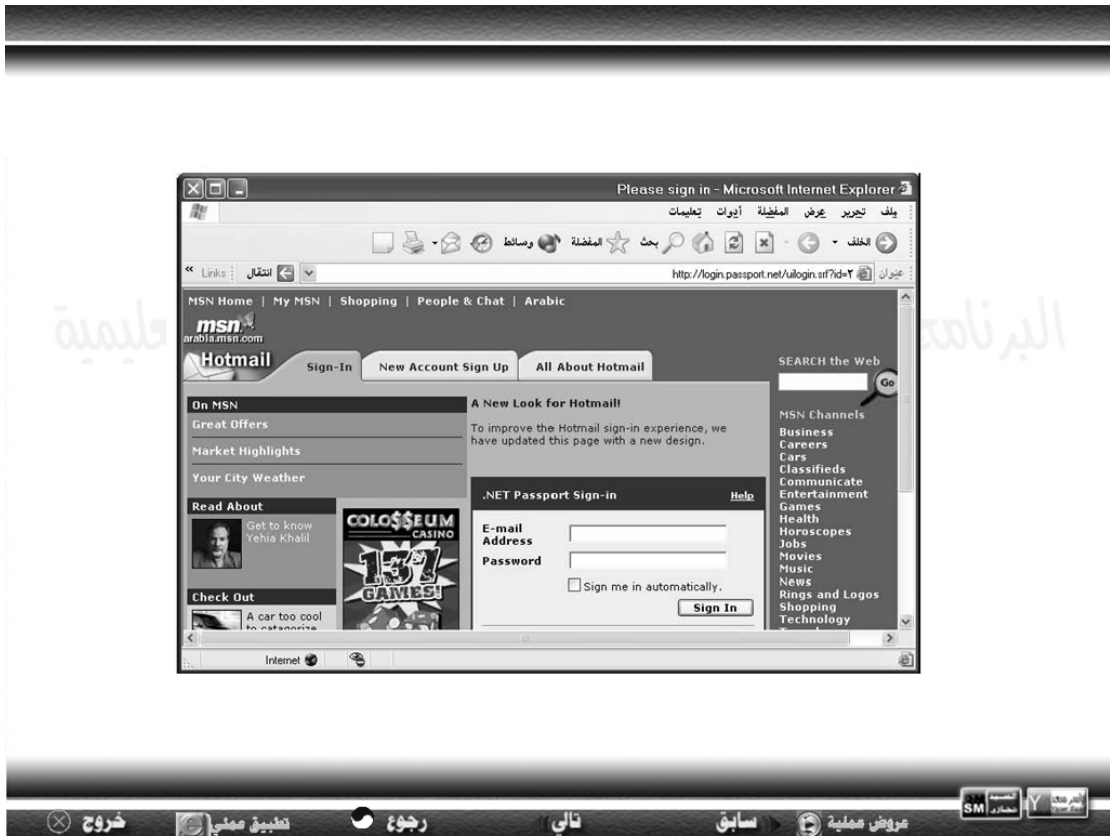 Please sign in - Microsoft Internet Explorer
ملف تحرير عرض المفضلة أدوات تعليمات
الخلف بحث المفضلة وسائط
عنوان http://login.passport.net/uilogin.srf?id=٢ انتقال Links »
MSN Home | My MSN | Shopping | People & Chat | Arabic
msn
arabia.msn.com
Hotmail Sign-In New Account Sign Up All About Hotmail
On MSN
Great Offers
Market Highlights
Your City Weather
Read About
Get to know
Yehia Khalil
Check Out
A car too cool
to catagorize
COLO$$EUM
CASINO
137
GAMES!
A New Look for Hotmail!
To improve the Hotmail sign-in experience, we
have updated this page with a new design.
.NET Passport Sign-in Help
E-mail
Address
Password
Sign me in automatically.
Sign In
SEARCH the Web
Go
MSN Channels
Business
Careers
Cars
Classifieds
Communicate
Entertainment
Games
Health
Horoscopes
Jobs
Movies
Music
News
Rings and Logos
Shopping
Technology
Internet
SM Y
عروض عملية سابق تالي رجوع تطبيق عملي خروج